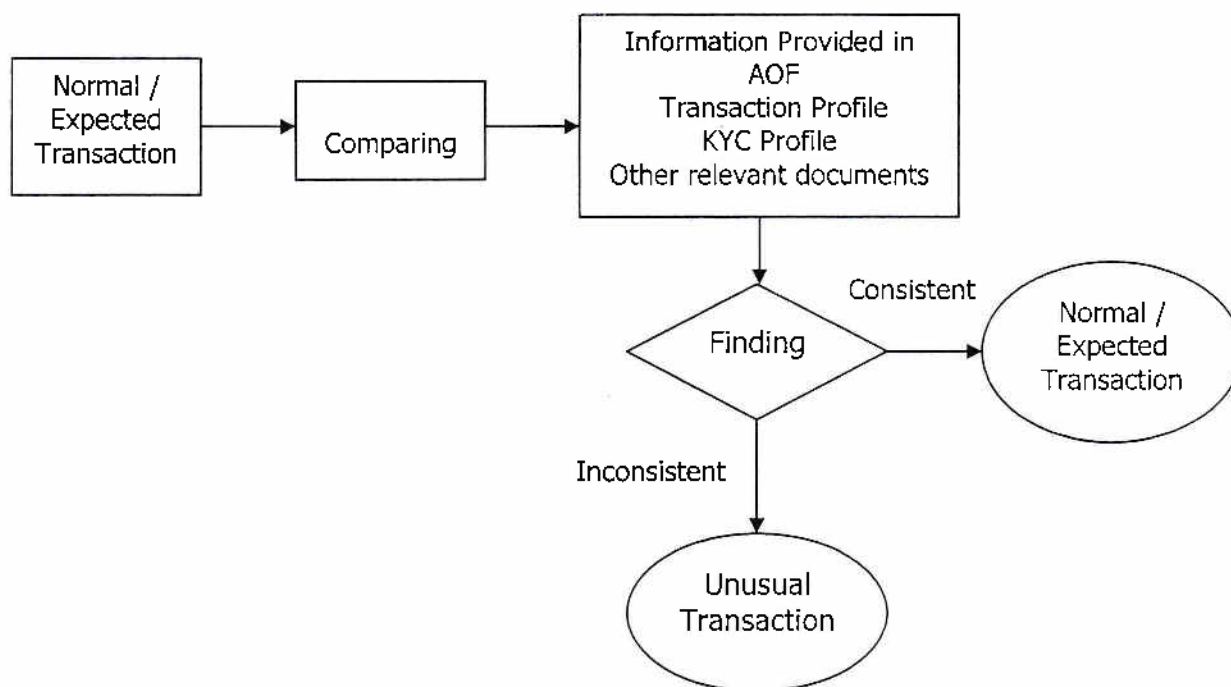 Normal /
Expected
Transaction
Comparing
Information Provided in
AOF
Transaction Profile
KYC Profile
Other relevant documents
Finding
Consistent
Normal /
Expected
Transaction
Inconsistent
Unusual
Transaction